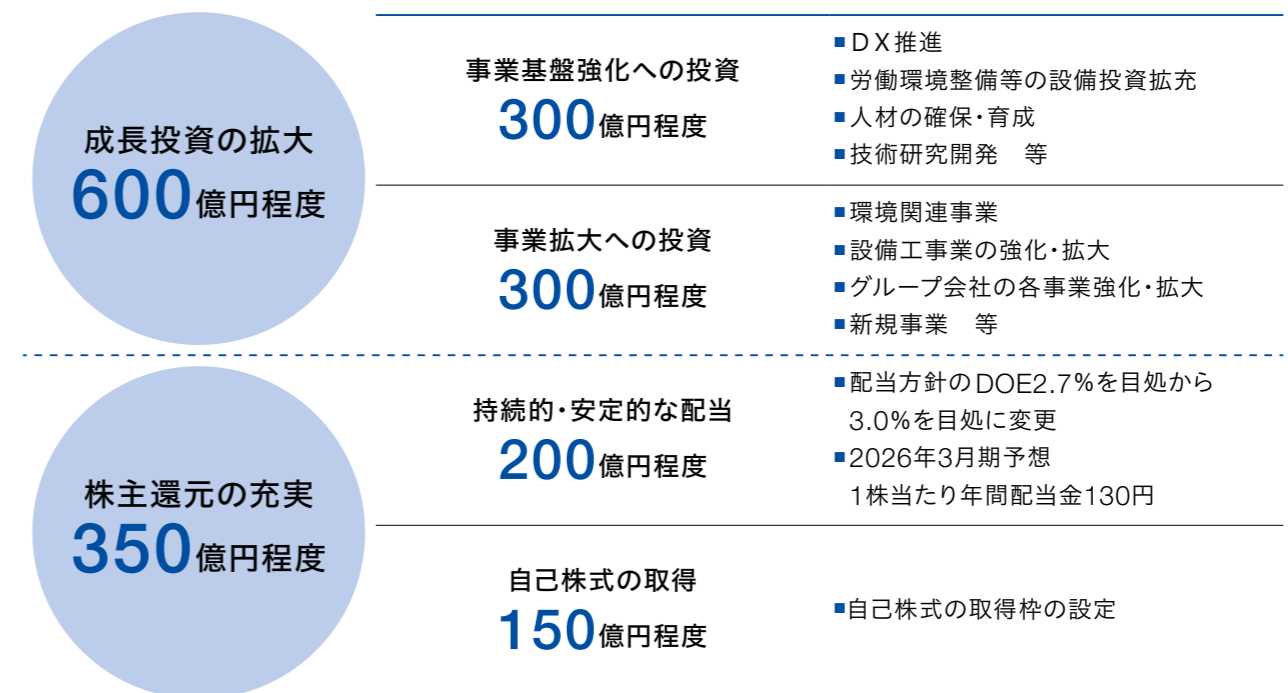 成長投資の拡大
600億円程度
事業基盤強化への投資
300億円程度
■DX推進
■労働環境整備等の設備投資拡充
■人材の確保・育成
■技術研究開発　等
事業拡大への投資
300億円程度
■環境関連事業
■設備工事業の強化・拡大
■グループ会社の各事業強化・拡大
■新規事業　等
株主還元の充実
350億円程度
持続的・安定的な配当
200億円程度
■配当方針のDOE2.7%を目処から
3.0%を目処に変更
■2026年3月期予想
1株当たり年間配当金130円
自己株式の取得
150億円程度
■自己株式の取得枠の設定